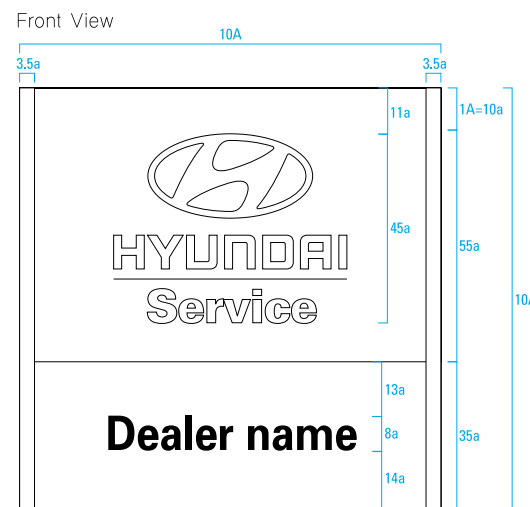 Front View
10A
3.5a
3.5a
11a
1A=10a
45a
55a
HYUNDAI
Service
10A
13a
Dealer name
8a
35a
14a